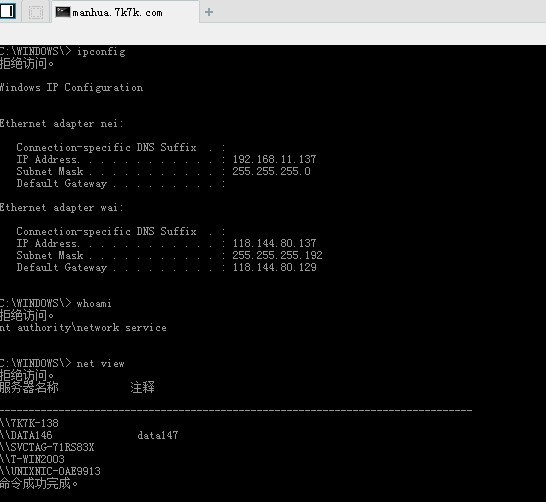 manhua.7k7k.com
C:\WINDOWS\> ipconfig
拒绝访问。
Windows IP Configuration
Ethernet adapter nei:
Connection-specific DNS Suffix . :
IP Address. . . . . . . . . . . . : 192.168.11.137
Subnet Mask . . . . . . . . . . . : 255.255.255.0
Default Gateway . . . . . . . . . :
Ethernet adapter wai:
Connection-specific DNS Suffix . :
IP Address. . . . . . . . . . . . : 118.144.80.137
Subnet Mask . . . . . . . . . . . : 255.255.255.192
Default Gateway . . . . . . . . . : 118.144.80.129
C:\WINDOWS\> whoami
拒绝访问。
nt authority\network service
C:\WINDOWS\> net view
拒绝访问。
服务器名称 注释
-------------------------------------------------------------------------------
\\7K7K-138
\\DATA146 data147
\\SVCTAG-71RS83X
\\T-WIN2003
\\UNIXNIC-0AE9913
命令成功完成。